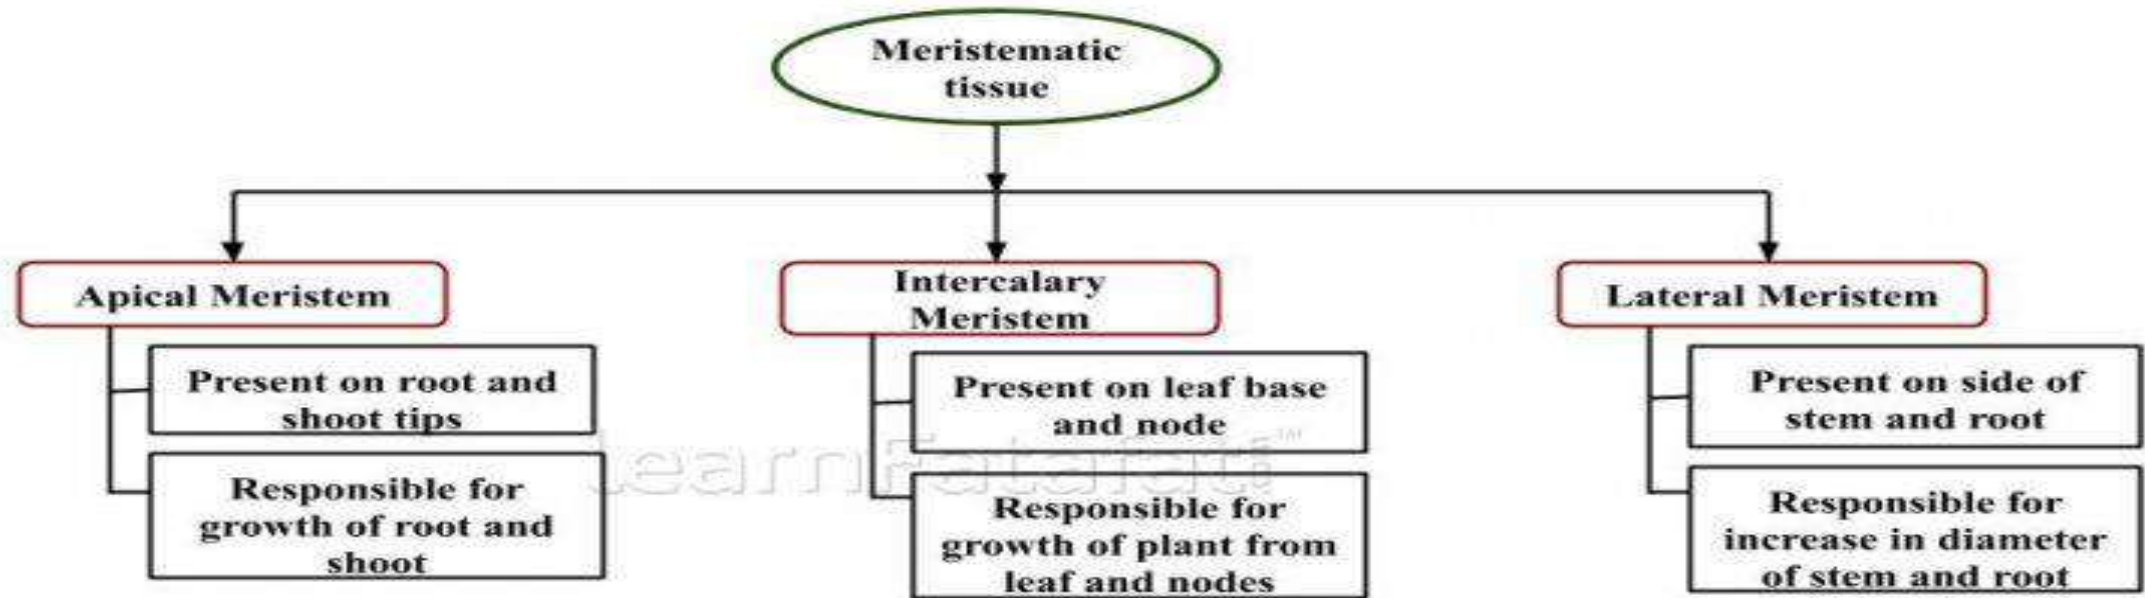 Meristematic
tissue
Apical Meristem
Present on root and
shoot tips
Responsible for
growth of root and
shoot
Intercalary
Meristem
Present on leaf base
and node
Responsible for
growth of plant from
leaf and nodes
Lateral Meristem
Present on side of
stem and root
Responsible for
increase in diameter
of stem and root
learnFatafat